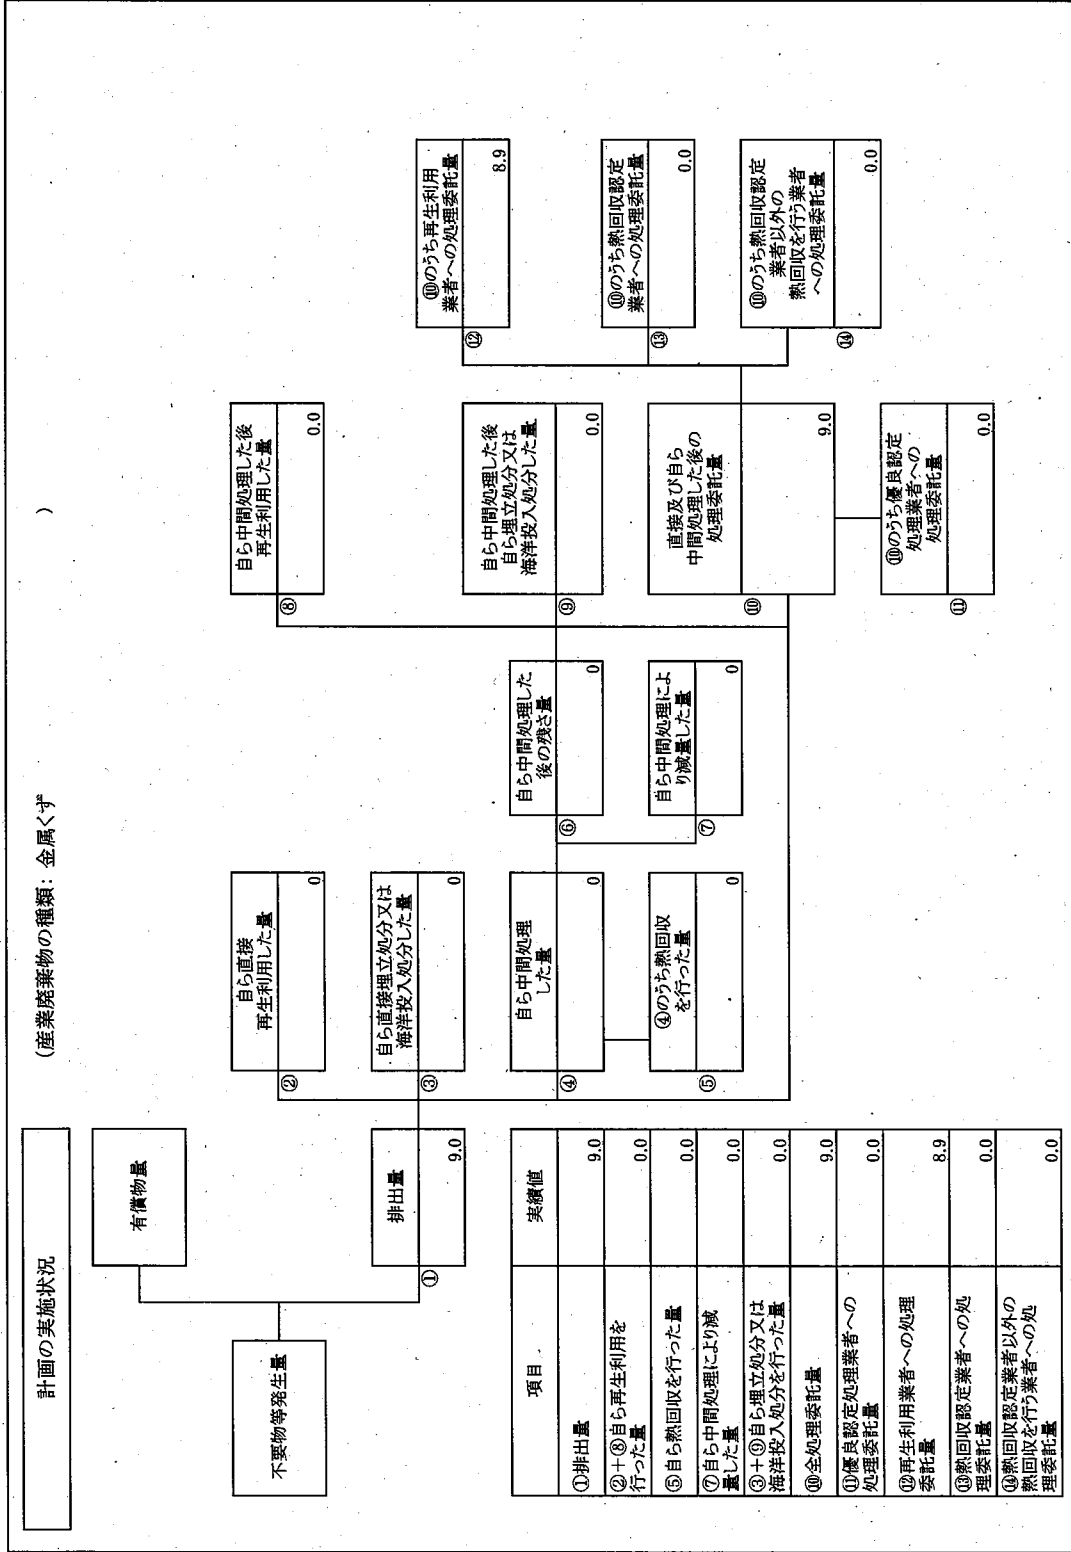 計画の実施状況
(産業廃棄物の種類：金属くず )
不要物等発生量
有償物量
①
排出量
9.0
②
自ら直接
再生利用した量
0
③
自ら直接埋立処分又は
海洋投入処分した量
0
④
自ら中間処理
した量
0
⑤
④のうち熱回収
を行った量
0
⑥
自ら中間処理した
後の残さ量
0
⑦
自ら中間処理によ
り減量した量
0
⑧
自ら中間処理した後
再生利用した量
0.0
⑨
自ら中間処理した後
自ら埋立処分又は
海洋投入処分した量
0.0
⑩
直接及び自ら
中間処理した後の
処理委託量
9.0
⑪
⑩のうち優良認定
処理業者への
処理委託量
0.0
⑫
⑩のうち再生利用
業者への処理委託量
8.9
⑬
⑩のうち熱回収認定
業者への処理委託量
0.0
⑭
⑩のうち熱回収認定
業者以外の
熱回収を行う業者
への処理委託量
0.0
項目 実績値
①排出量 9.0
②+⑧自ら再生利用を
行った量 0.0
⑤自ら熱回収を行った量 0.0
⑦自ら中間処理により減
量した量 0.0
③+⑨自ら埋立処分又は
海洋投入処分を行った量 0.0
⑩全処理委託量 9.0
⑪優良認定処理業者への
処理委託量 0.0
⑫再生利用業者への処理
委託量 8.9
⑬熱回収認定業者への処
理委託量 0.0
⑭熱回収認定業者以外の
熱回収を行う業者への処
理委託量 0.0